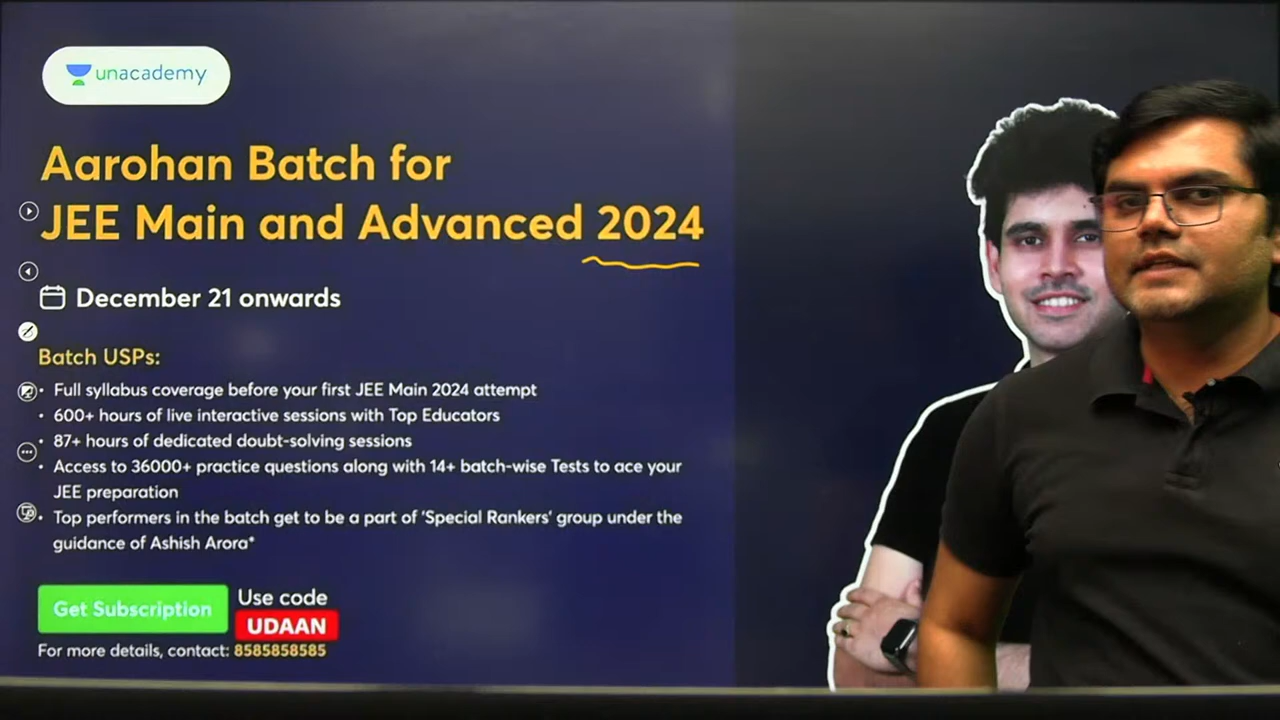 unacademy
Aarohan Batch for
JEE Main and Advanced 2024
December 21 onwards
Batch USPs:
• Full syllabus coverage before your first JEE Main 2024 attempt
• 600+ hours of live interactive sessions with Top Educators
• 87+ hours of dedicated doubt-solving sessions
• Access to 36000+ practice questions along with 14+ batch-wise Tests to ace your
JEE preparation
• Top performers in the batch get to be a part of 'Special Rankers' group under the
guidance of Ashish Arora*
Get Subscription
Use code
UDAAN
For more details, contact: 8585858585